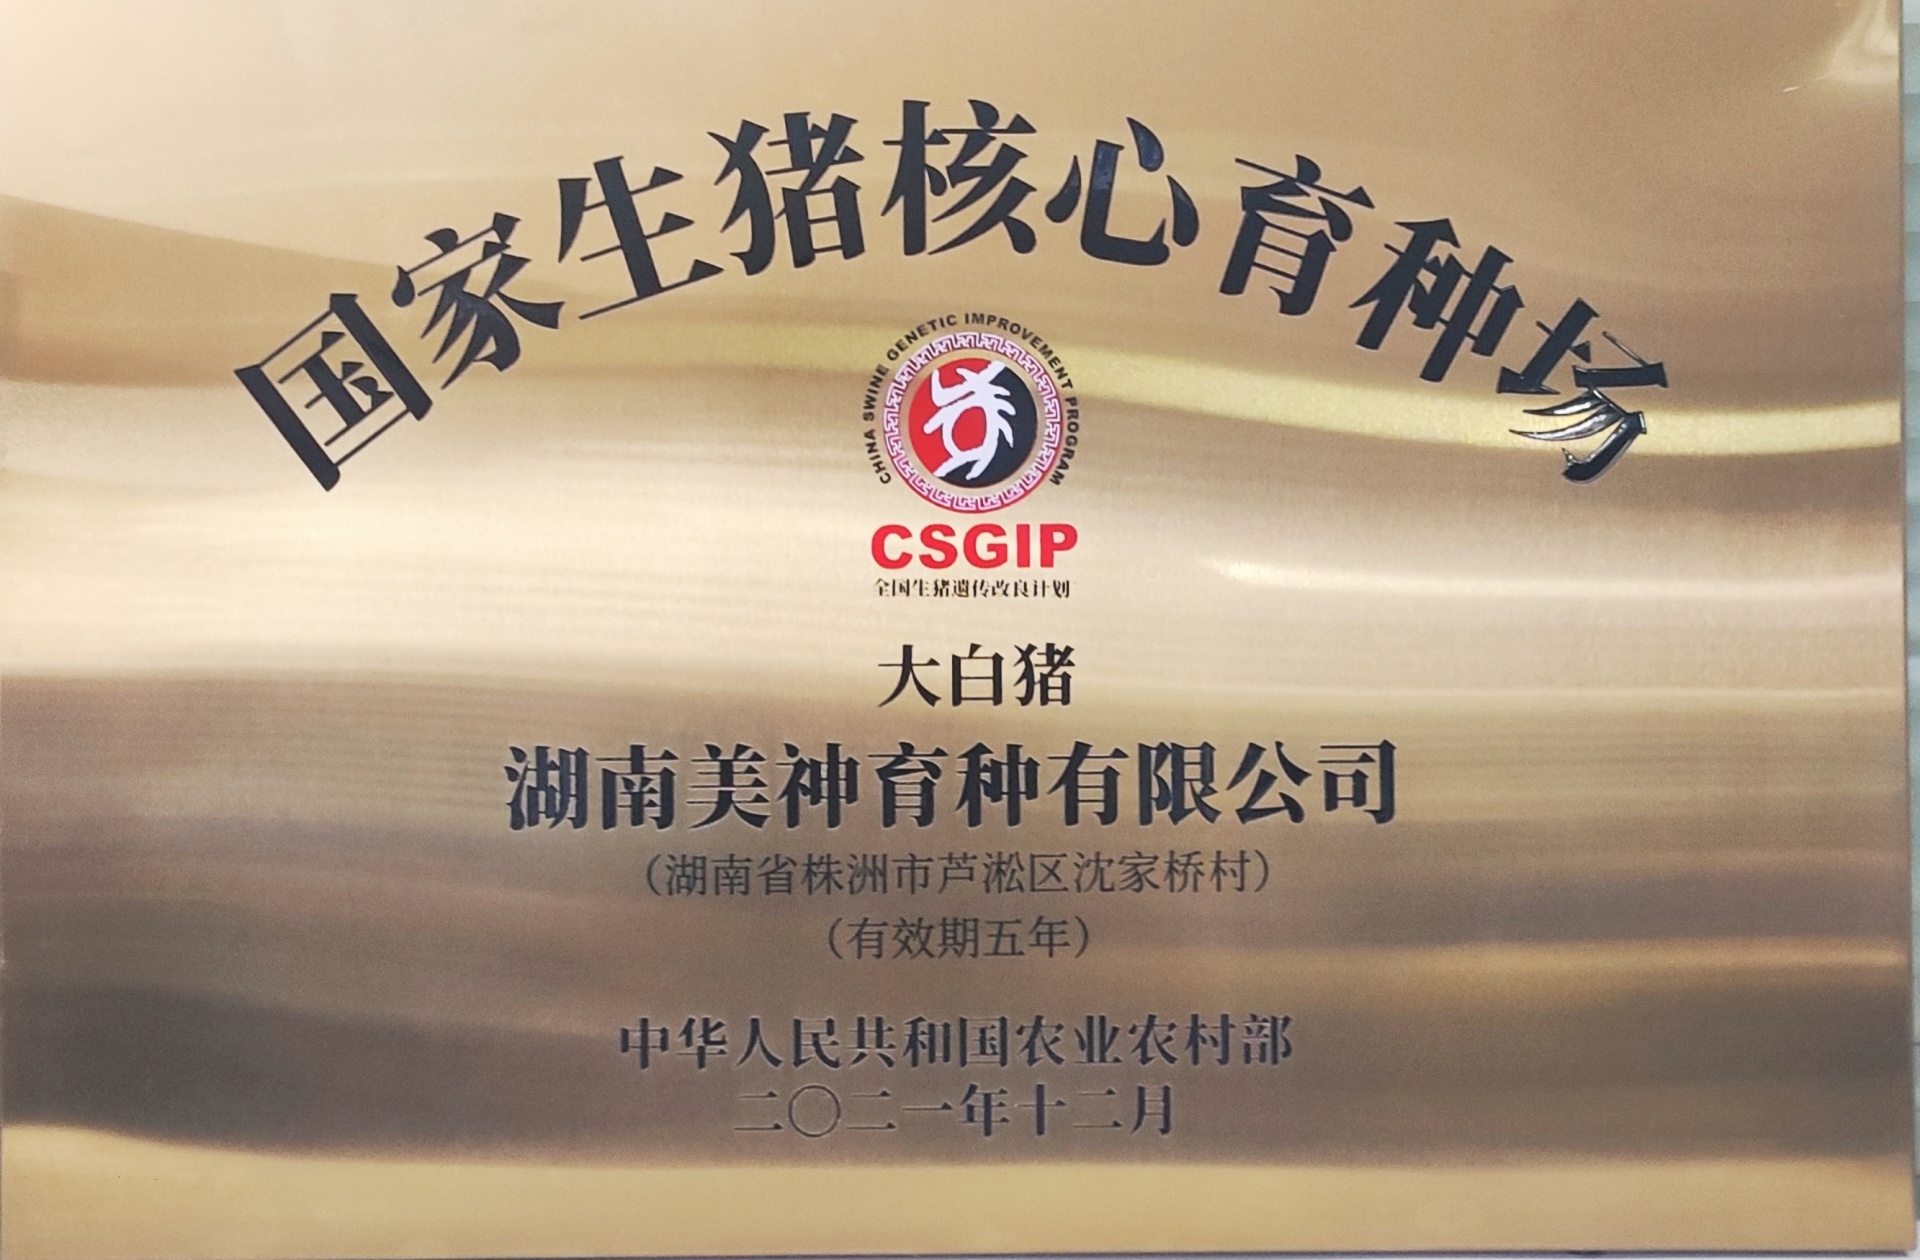 国家生猪核心育种场
CHINA SWINE GENETIC IMPROVEMENT PROGRAM
CSGIP
全国生猪遗传改良计划
大白猪
湖南美神育种有限公司
（湖南省株洲市芦淞区沈家桥村）
（有效期五年）
中华人民共和国农业农村部
二〇二一年十二月